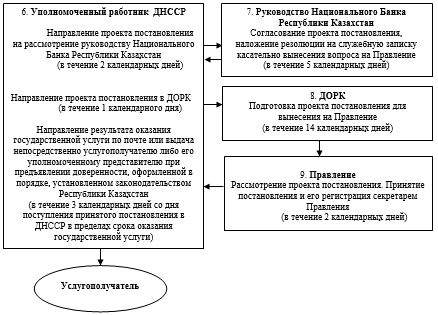 6. Уполномоченный работник ДНССР
Направление проекта постановления
на рассмотрение руководству Национального
Банка Республики Казахстан
(в течение 2 календарных дней)
Направление проекта постановления в ДОРК
(в течение 1 календарного дня)
Направление результата оказания
государственной услуги по почте или выдача
непосредственно услугополучателю либо его
уполномоченному представителю при
предъявлении доверенности, оформленной в
порядке, установленном законодательством
Республики Казахстан
(в течение 3 календарных дней со дня
поступления принятого постановления в
ДНССР в пределах срока оказания
государственной услуги)
7. Руководство Национального Банка
Республики Казахстан
Согласование проекта постановления,
наложение резолюции на служебную записку
касательно вынесения вопроса на Правление
(в течение 5 календарных дней)
8. ДОРК
Подготовка проекта постановления для
вынесения на Правление
(в течение 14 календарных дней)
9. Правление
Рассмотрение проекта постановления. Принятие
постановления и его регистрация секретарем
Правления
(в течение 2 календарных дней)
Услугополучатель